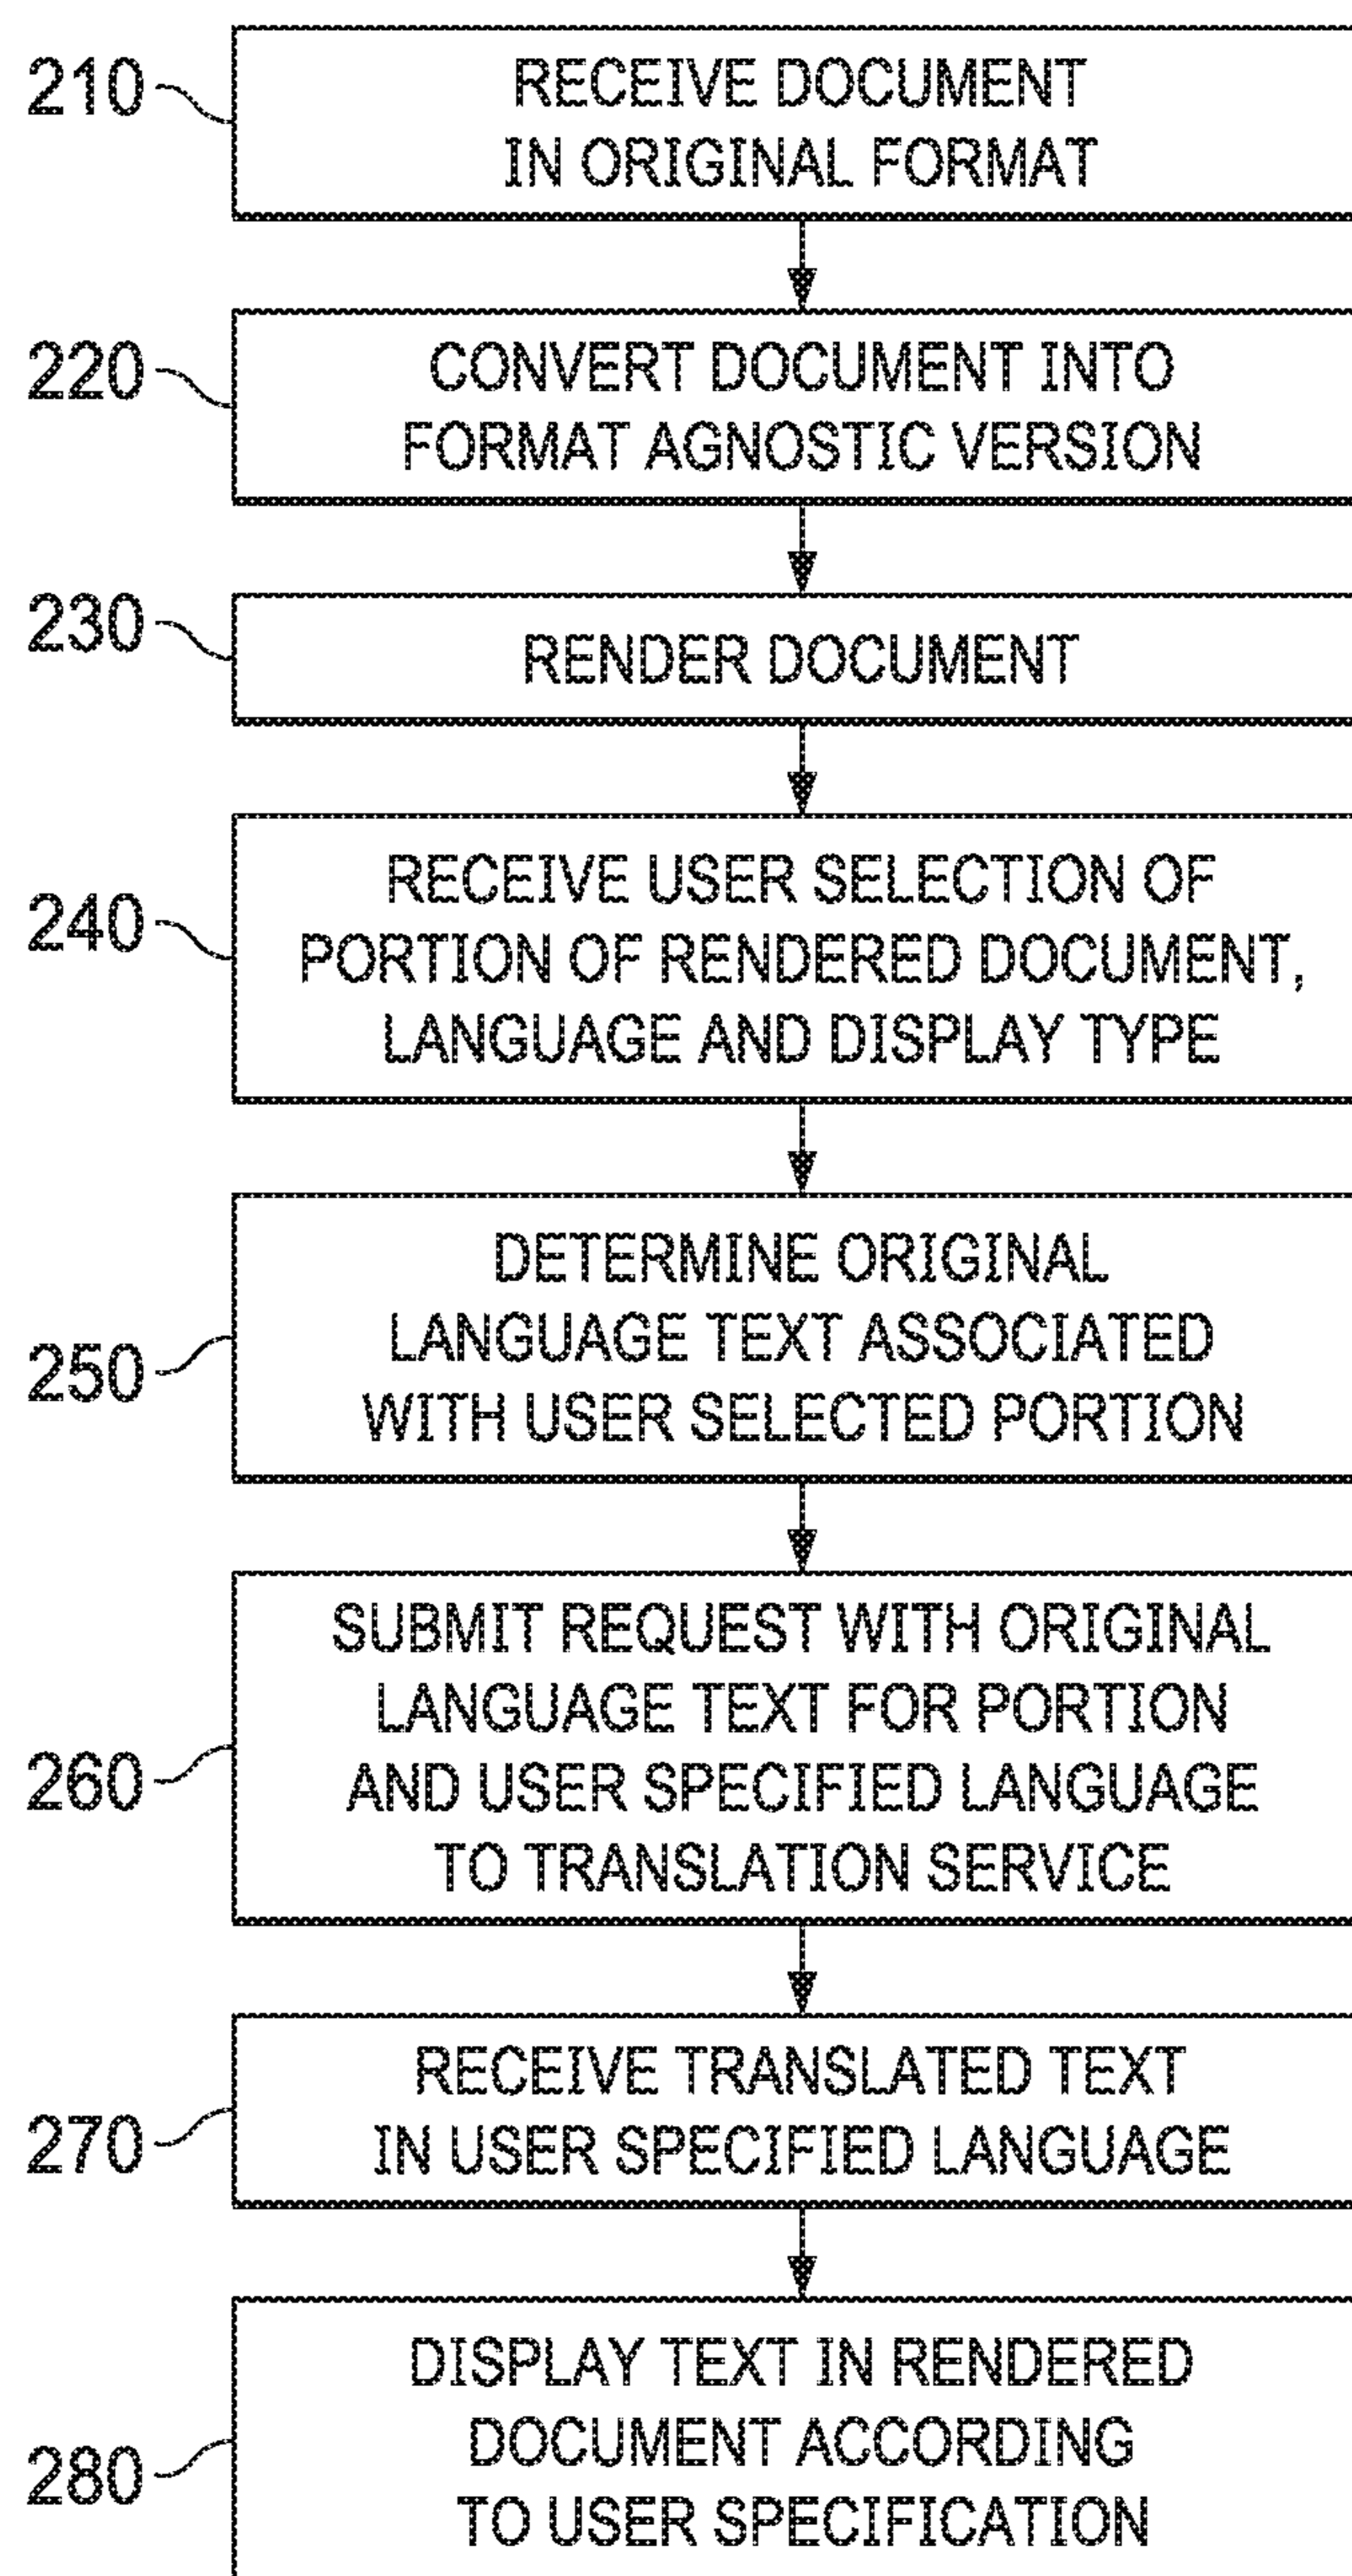 210
RECEIVE DOCUMENT
IN ORIGINAL FORMAT
220
CONVERT DOCUMENT INTO
FORMAT AGNOSTIC VERSION
230
RENDER DOCUMENT
240
RECEIVE USER SELECTION OF
PORTION OF RENDERED DOCUMENT,
LANGUAGE AND DISPLAY TYPE
250
DETERMINE ORIGINAL
LANGUAGE TEXT ASSOCIATED
WITH USER SELECTED PORTION
260
SUBMIT REQUEST WITH ORIGINAL
LANGUAGE TEXT FOR PORTION
AND USER SPECIFIED LANGUAGE
TO TRANSLATION SERVICE
270
RECEIVE TRANSLATED TEXT
IN USER SPECIFIED LANGUAGE
280
DISPLAY TEXT IN RENDERED
DOCUMENT ACCORDING
TO USER SPECIFICATION